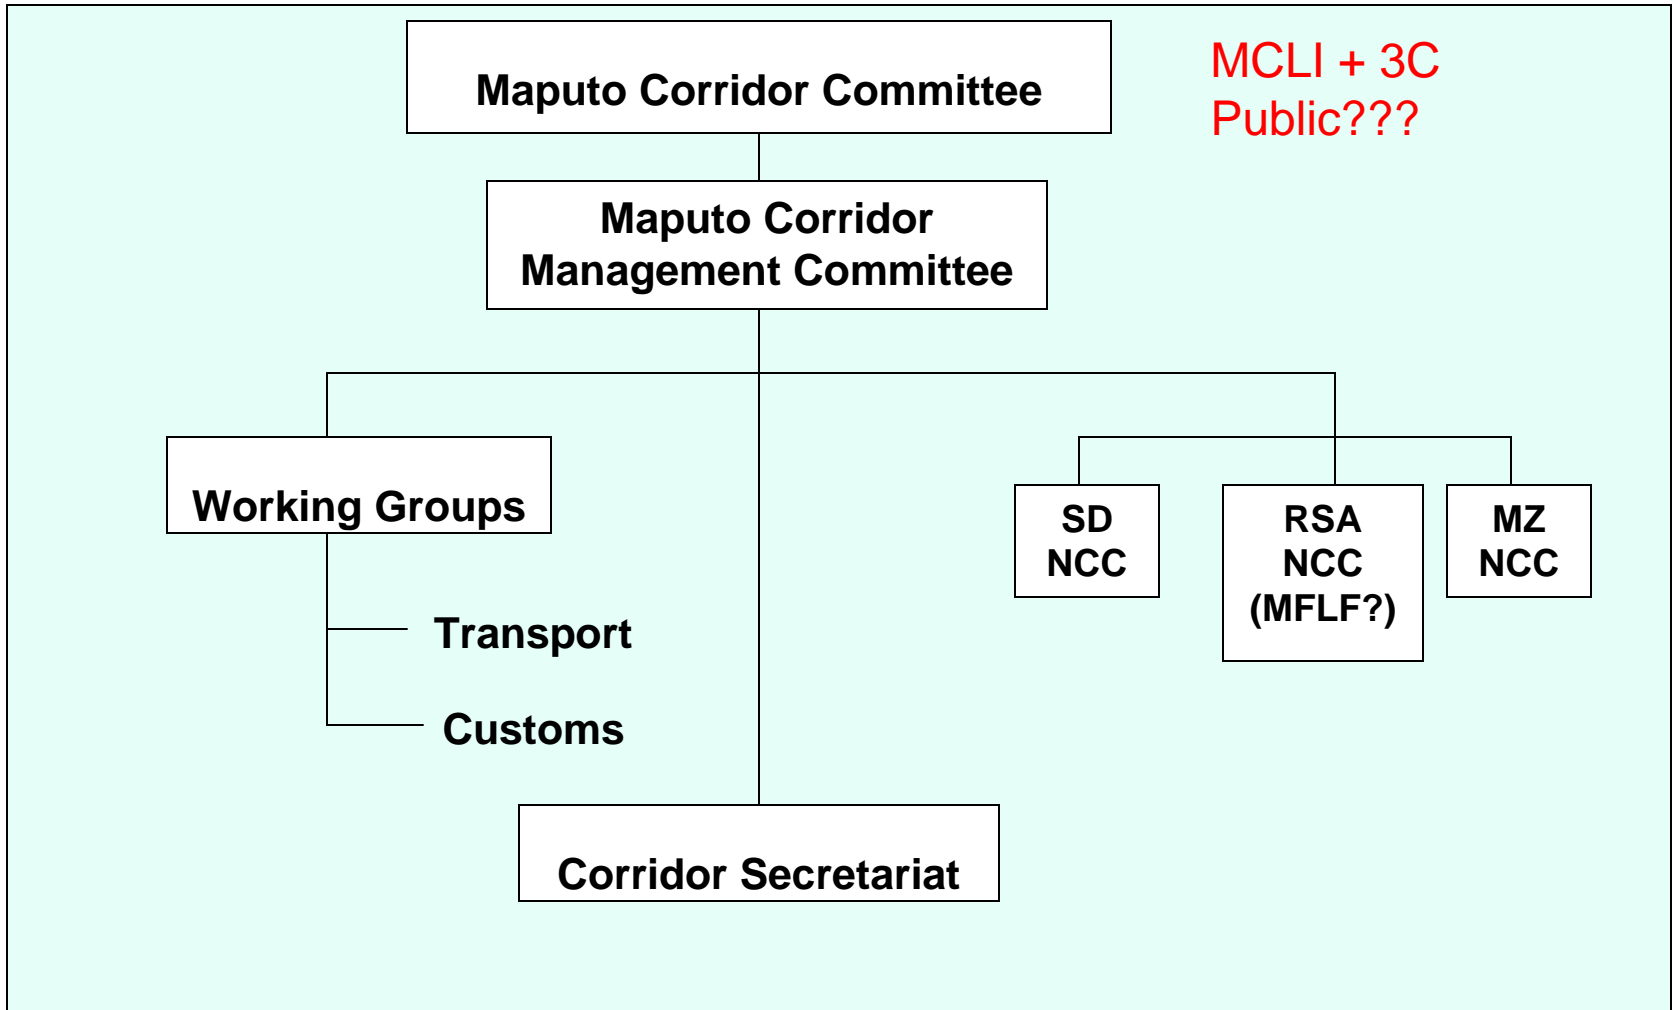 Maputo Corridor Committee
MCLI + 3C
Public???
Maputo Corridor
Management Committee
Working Groups
SD
NCC
RSA
NCC
(MFLF?)
MZ
NCC
Transport
Customs
Corridor Secretariat